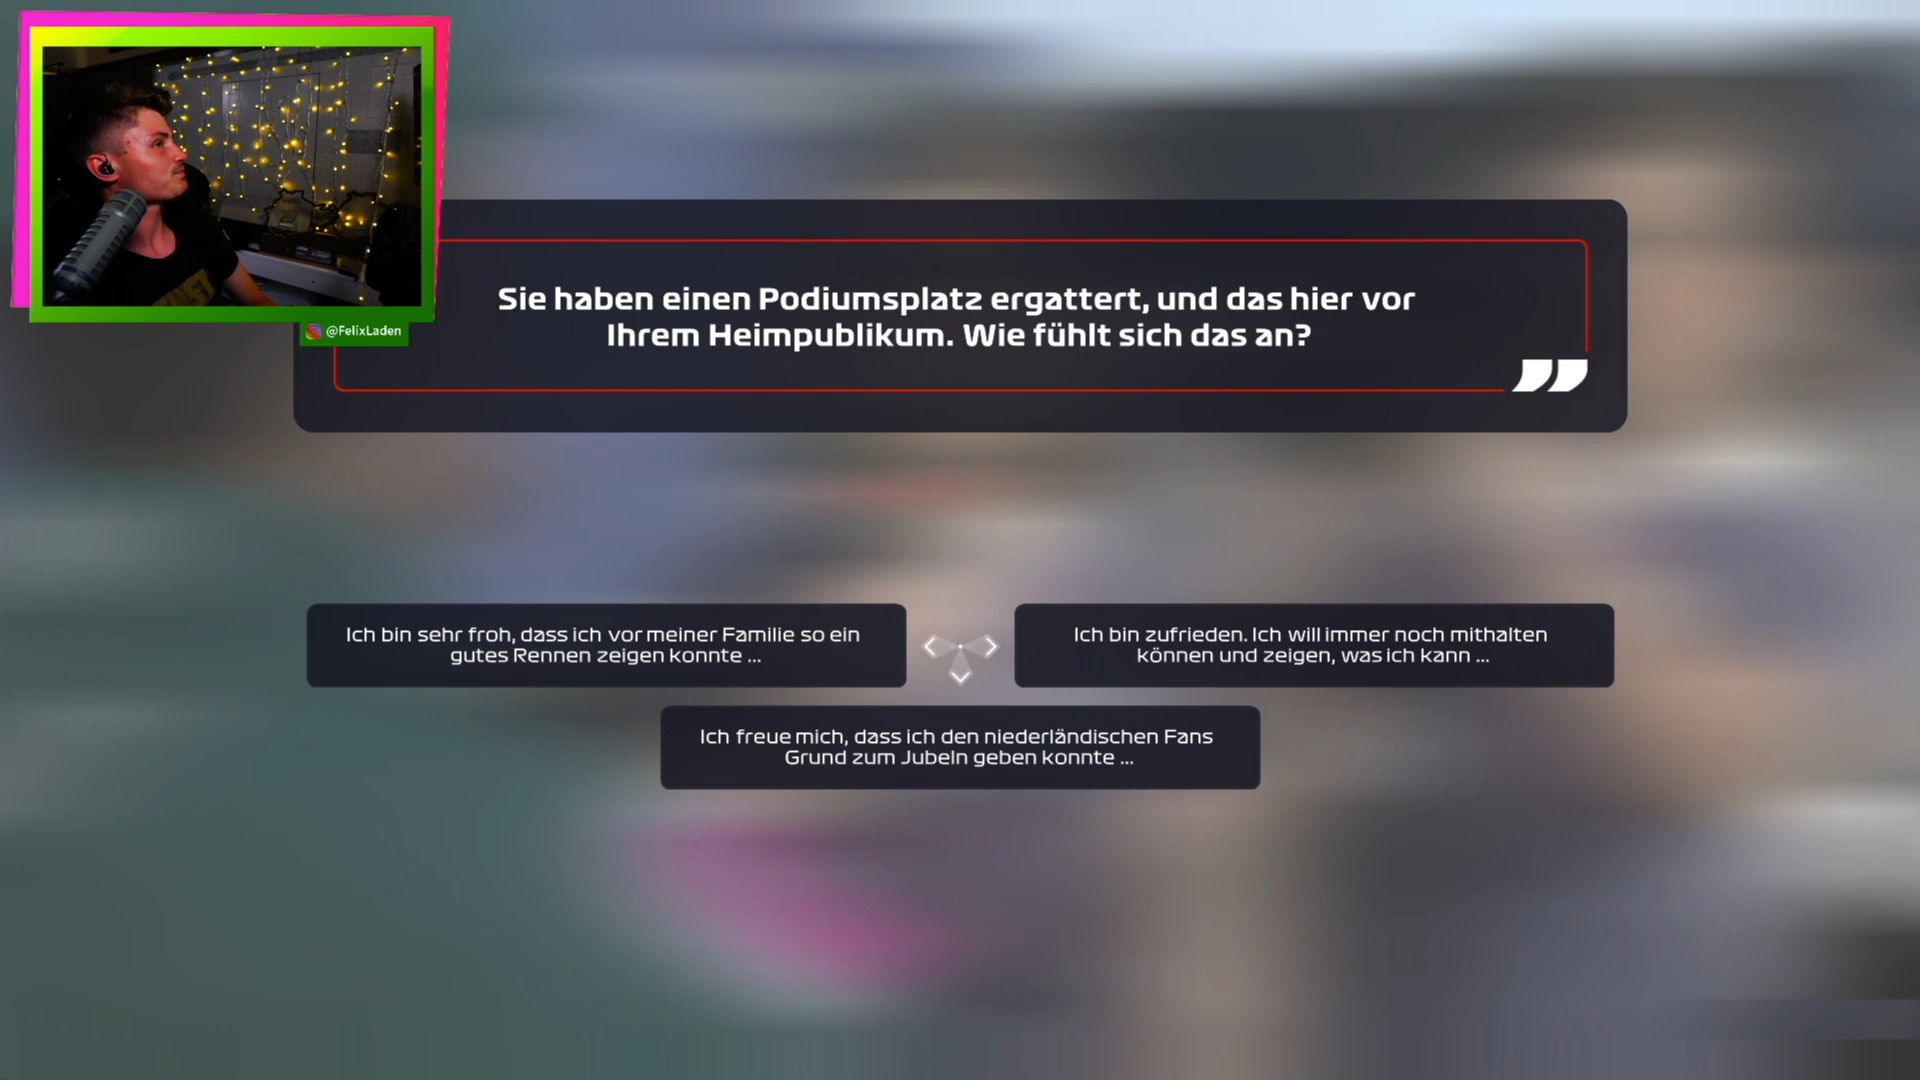 @FelixLaden
Sie haben einen Podiumsplatz ergattert, und das hier vor
Ihrem Heimpublikum. Wie fühlt sich das an?
Ich bin sehr froh, dass ich vor meiner Familie so ein
gutes Rennen zeigen konnte ...
Ich bin zufrieden. Ich will immer noch mithalten
können und zeigen, was ich kann ...
Ich freue mich, dass ich den niederländischen Fans
Grund zum Jubeln geben konnte ...